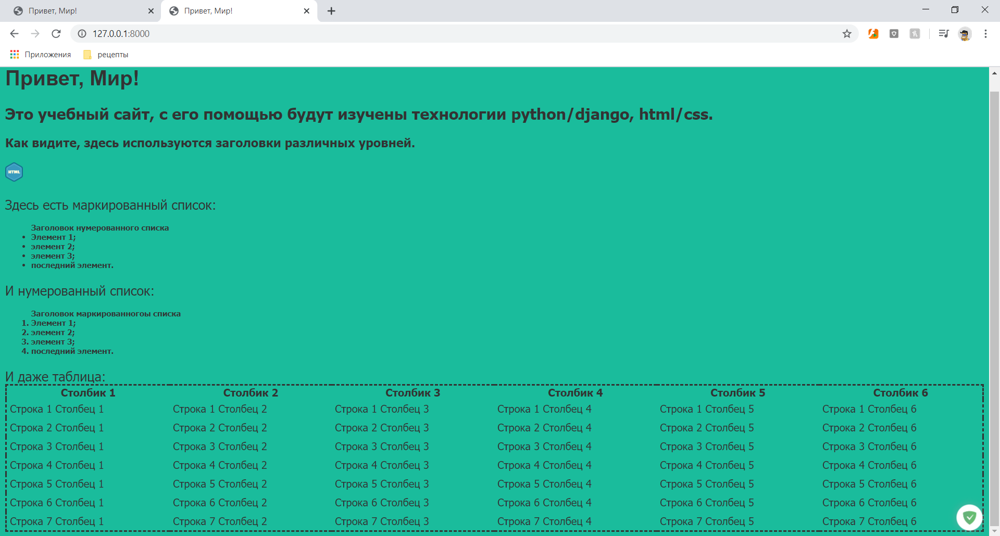 Привет, Мир!
Привет, Мир!
127.0.0.1:8000
Приложения
рецепты
Привет, Мир!
Это учебный сайт, с его помощью будут изучены технологии python/django, html/css.
Как видите, здесь используются заголовки различных уровней.
HTML
Здесь есть маркированный список:
Заголовок нумерованного списка
• Элемент 1;
• элемент 2;
• элемент 3;
• последний элемент.
И нумерованный список:
Заголовок маркированногоы списка
1. Элемент 1;
2. элемент 2;
3. элемент 3;
4. последний элемент.
И даже таблица:
Столбик 1 Столбик 2 Столбик 3 Столбик 4 Столбик 5 Столбик 6
Строка 1 Столбец 1 Строка 1 Столбец 2 Строка 1 Столбец 3 Строка 1 Столбец 4 Строка 1 Столбец 5 Строка 1 Столбец 6
Строка 2 Столбец 1 Строка 2 Столбец 2 Строка 2 Столбец 3 Строка 2 Столбец 4 Строка 2 Столбец 5 Строка 2 Столбец 6
Строка 3 Столбец 1 Строка 3 Столбец 2 Строка 3 Столбец 3 Строка 3 Столбец 4 Строка 3 Столбец 5 Строка 3 Столбец 6
Строка 4 Столбец 1 Строка 4 Столбец 2 Строка 4 Столбец 3 Строка 4 Столбец 4 Строка 4 Столбец 5 Строка 4 Столбец 6
Строка 5 Столбец 1 Строка 5 Столбец 2 Строка 5 Столбец 3 Строка 5 Столбец 4 Строка 5 Столбец 5 Строка 5 Столбец 6
Строка 6 Столбец 1 Строка 6 Столбец 2 Строка 6 Столбец 3 Строка 6 Столбец 4 Строка 6 Столбец 5 Строка 6 Столбец 6
Строка 7 Столбец 1 Строка 7 Столбец 2 Строка 7 Столбец 3 Строка 7 Столбец 4 Строка 7 Столбец 5 Строка 7 Столбец 6